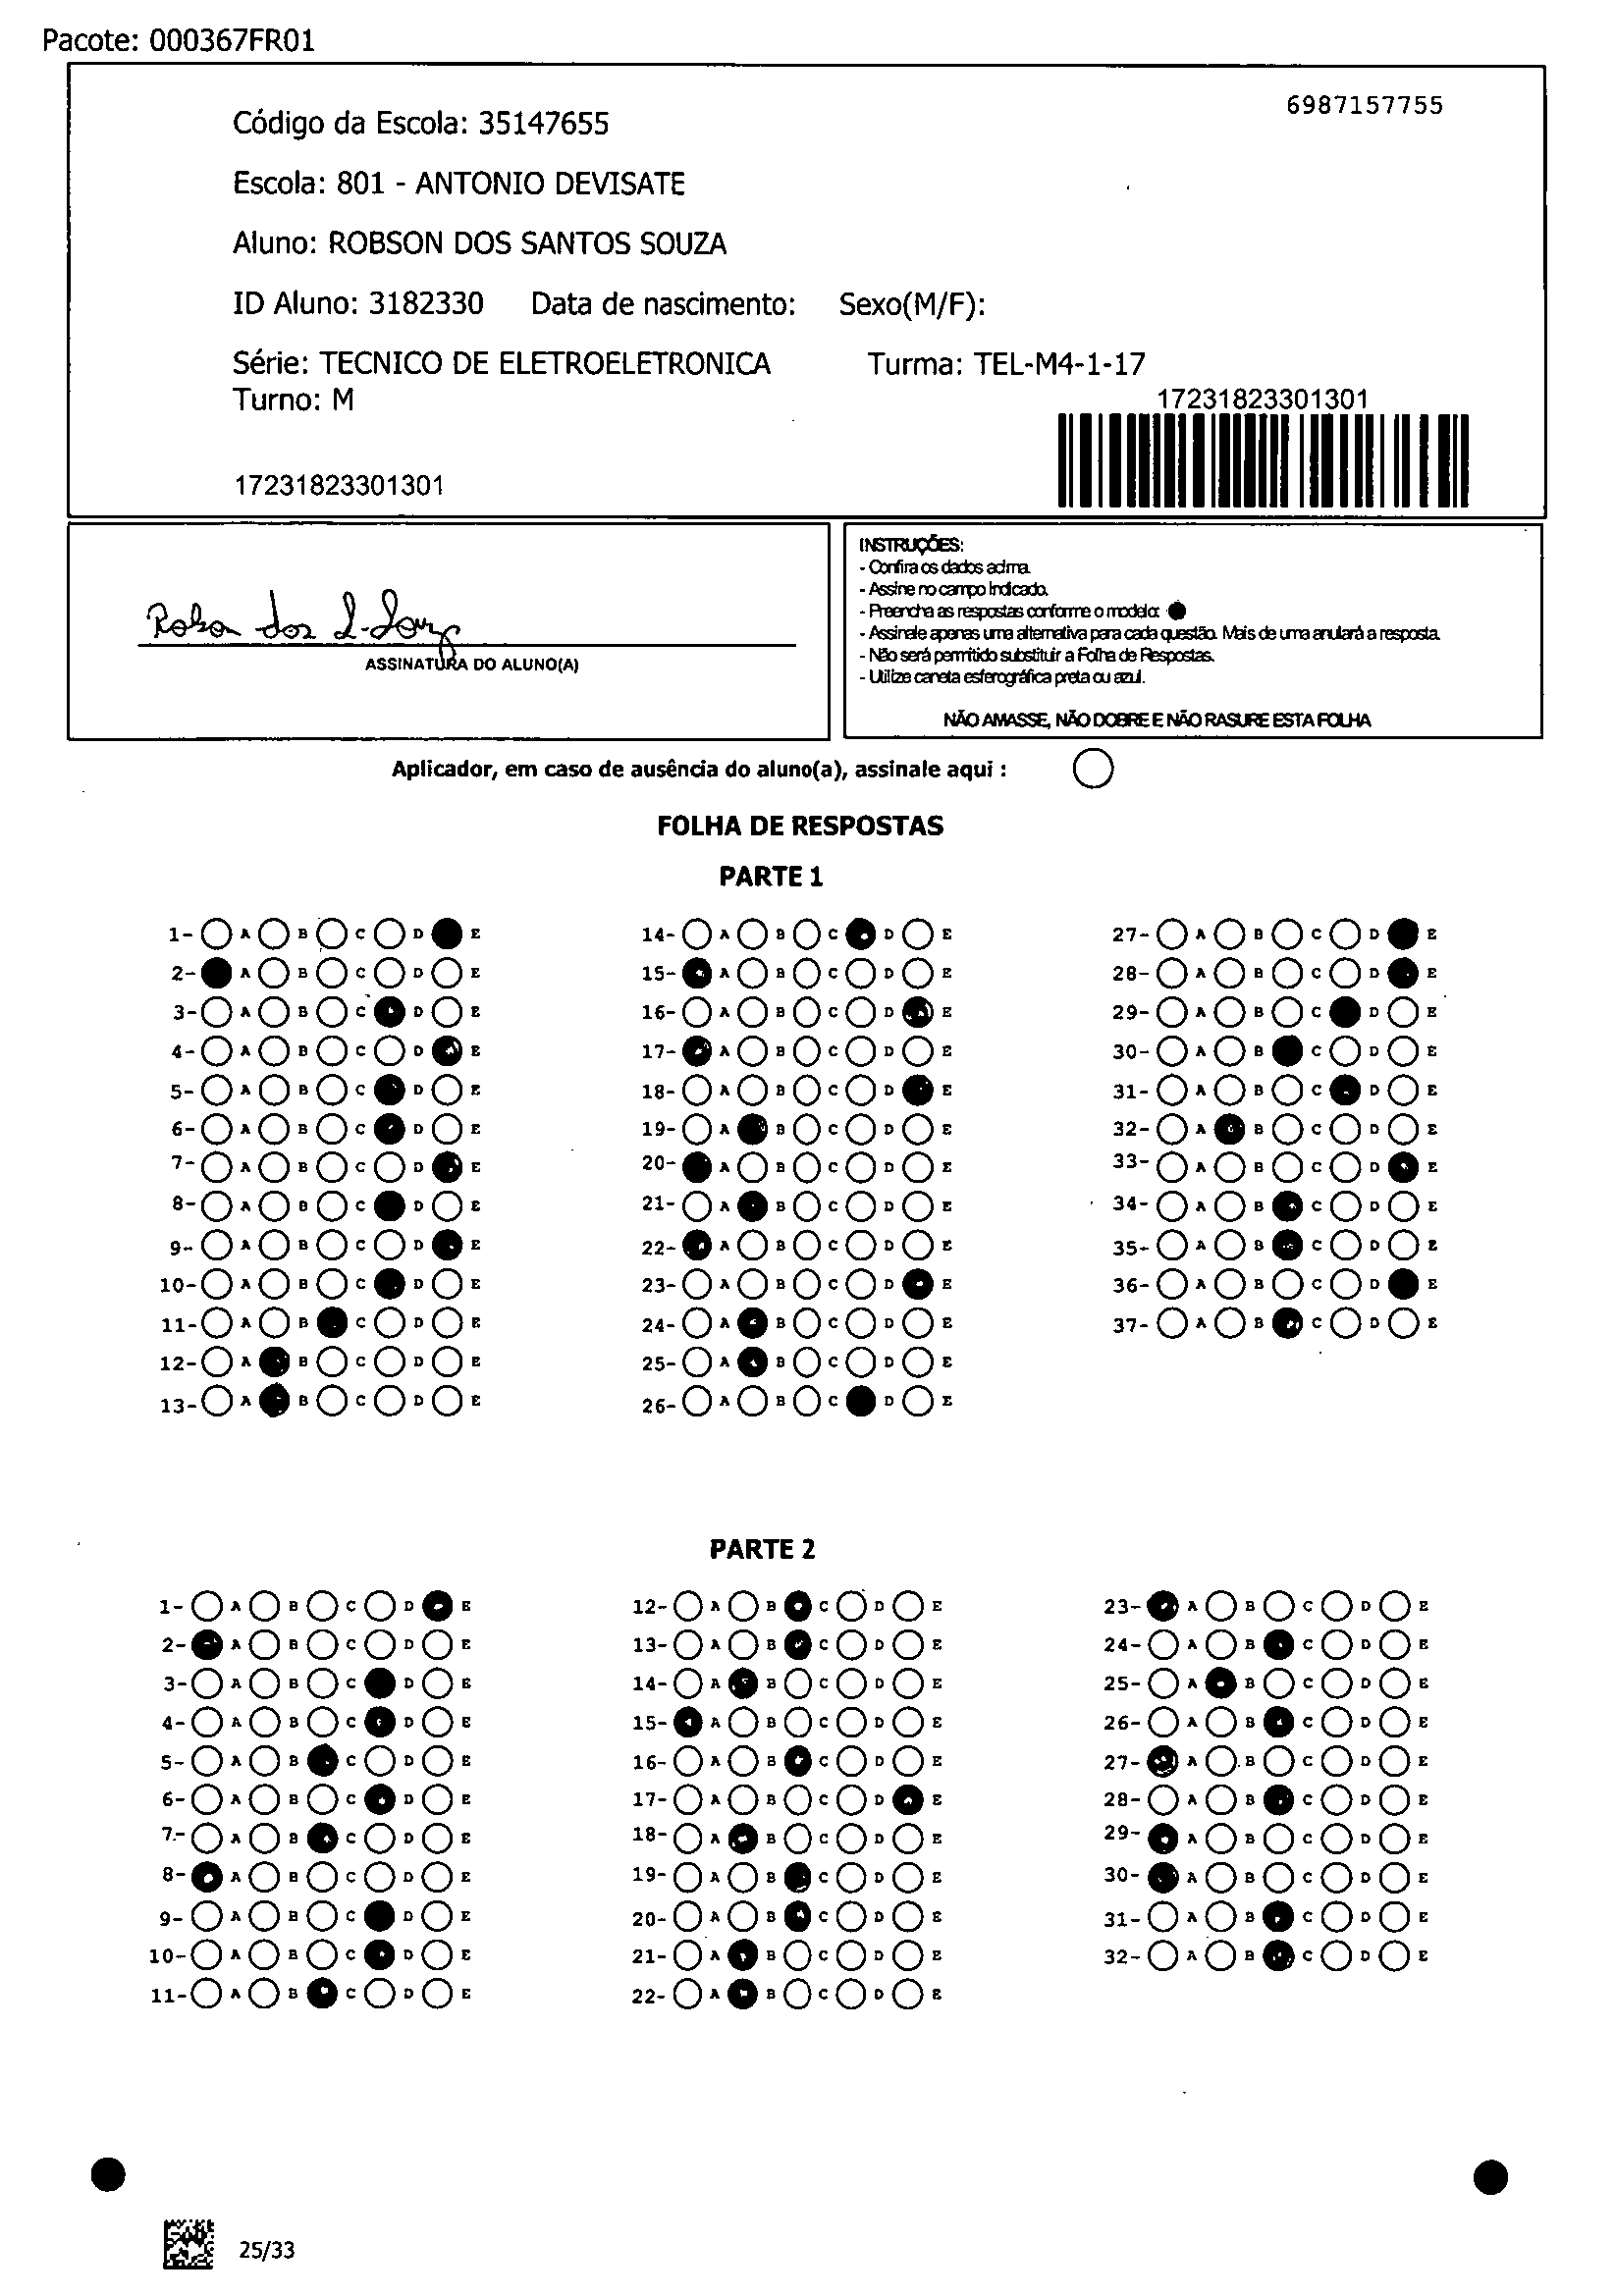 Pacote: 000367FR01
6987157755
Código da Escola: 35147655
Escola: 801 - ANTONIO DEVISATE
Aluno: ROBSON DOS SANTOS SOUZA
ID Aluno: 3182330 Data de nascimento: Sexo(M/F):
Série: TECNICO DE ELETROELETRONICA Turma: TEL-M4-1-17
Turno: M
17231823301301
17231823301301
Robson dos S. Souza
ASSINATURA DO ALUNO(A)
INSTRUÇÕES:
- Confira os dados acima.
- Assine no campo indicado.
- Preencha as respostas conforme o modelo:
- Assinale apenas uma alternativa para cada questão. Mais de uma anulará a resposta.
- Não será permitido substituir a Folha de Respostas.
- Utilize caneta esferográfica preta ou azul.
NÃO AMASSE, NÃO DOBRE E NÃO RASURE ESTA FOLHA
Aplicador, em caso de ausência do aluno(a), assinale aqui :
FOLHA DE RESPOSTAS
PARTE 1
1- A B C D E 14- A B C D E 27- A B C D E
2- A B C D E 15- A B C D E 28- A B C D E
3- A B C D E 16- A B C D E 29- A B C D E
4- A B C D E 17- A B C D E 30- A B C D E
5- A B C D E 18- A B C D E 31- A B C D E
6- A B C D E 19- A B C D E 32- A B C D E
7- A B C D E 20- A B C D E 33- A B C D E
8- A B C D E 21- A B C D E 34- A B C D E
9- A B C D E 22- A B C D E 35- A B C D E
10- A B C D E 23- A B C D E 36- A B C D E
11- A B C D E 24- A B C D E 37- A B C D E
12- A B C D E 25- A B C D E
13- A B C D E 26- A B C D E
PARTE 2
1- A B C D E 12- A B C D E 23- A B C D E
2- A B C D E 13- A B C D E 24- A B C D E
3- A B C D E 14- A B C D E 25- A B C D E
4- A B C D E 15- A B C D E 26- A B C D E
5- A B C D E 16- A B C D E 27- A B C D E
6- A B C D E 17- A B C D E 28- A B C D E
7- A B C D E 18- A B C D E 29- A B C D E
8- A B C D E 19- A B C D E 30- A B C D E
9- A B C D E 20- A B C D E 31- A B C D E
10- A B C D E 21- A B C D E 32- A B C D E
11- A B C D E 22- A B C D E
25/33